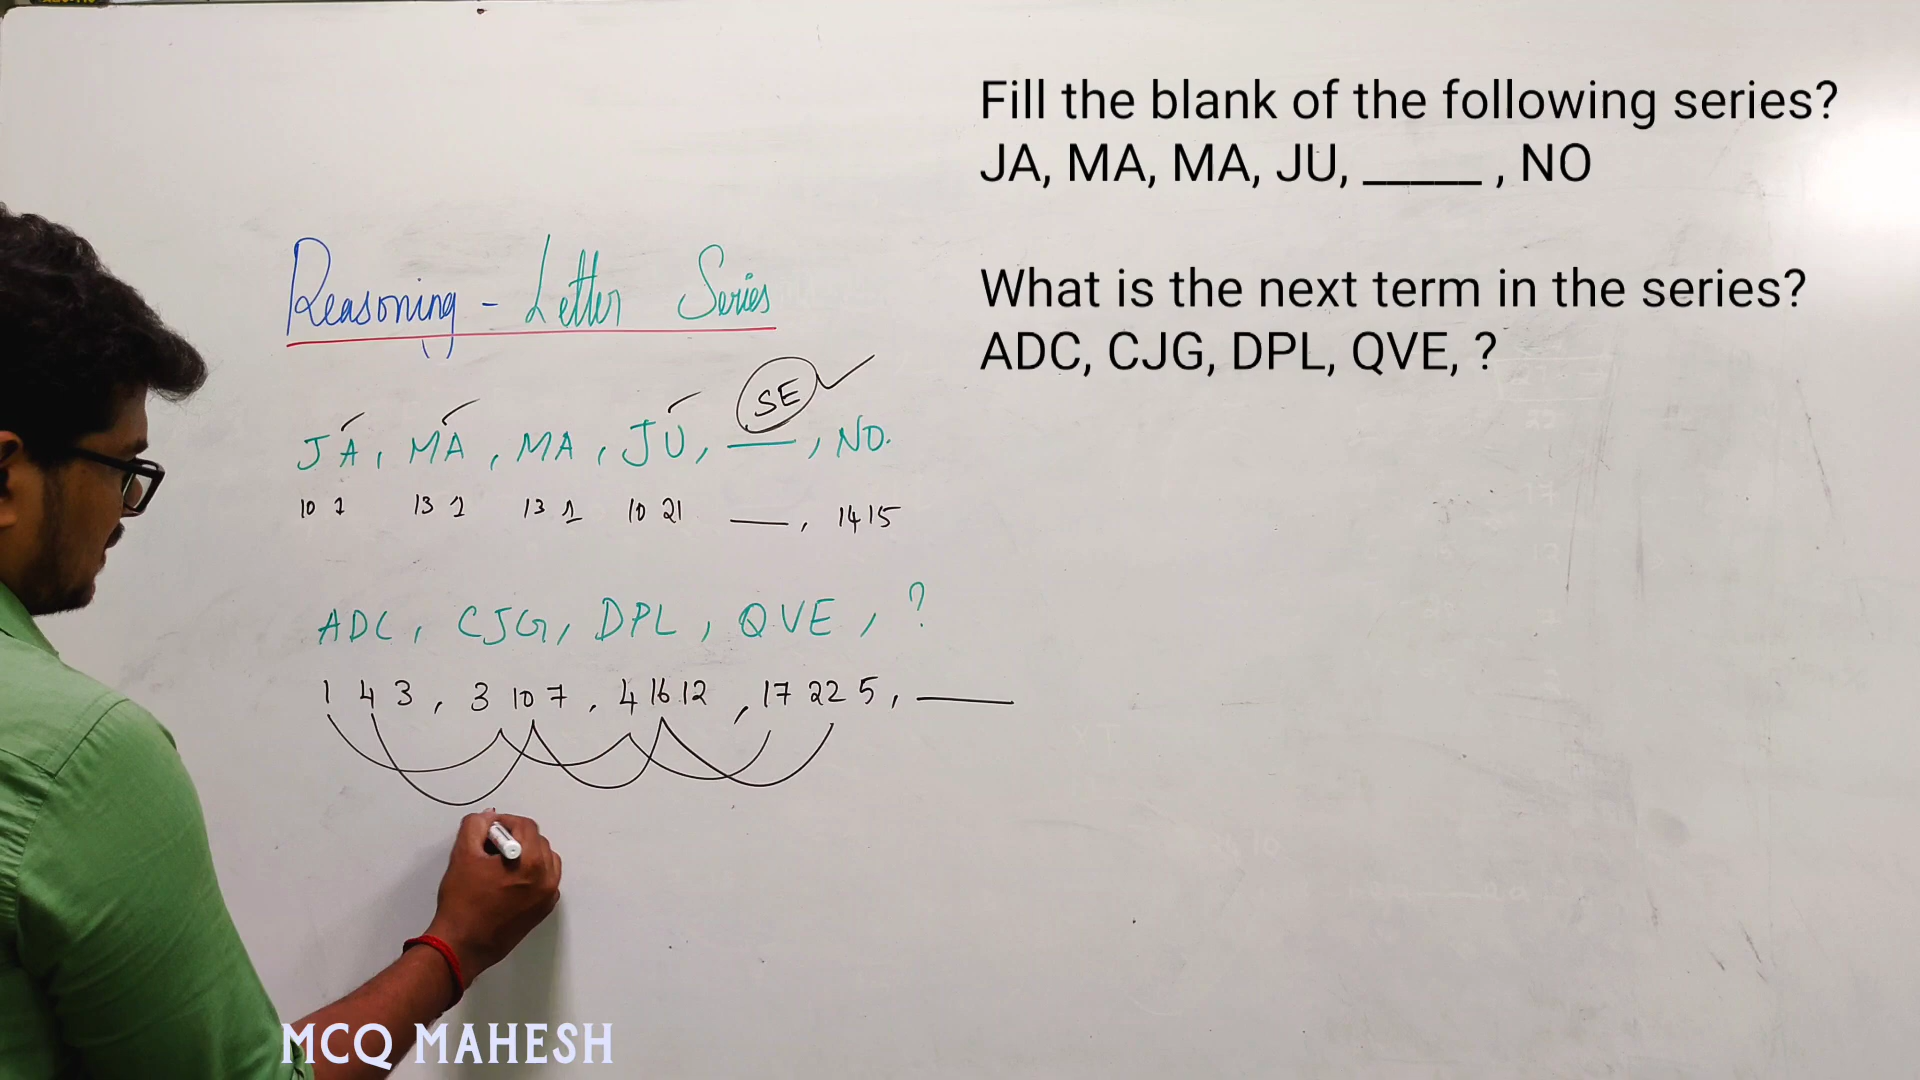 Fill the blank of the following series?
JA, MA, MA, JU, _____ , NO
What is the next term in the series?
ADC, CJG, DPL, QVE, ?
Reasoning - Letter Series
SE
JA, MA, MA, JU, ___, NO.
10 1 13 1 13 1 10 21 ___, 14 15
ADC, CJG, DPL, QVE, ?
1 4 3, 3 10 7, 4 16 12, 17 22 5, ___
MCQ MAHESH